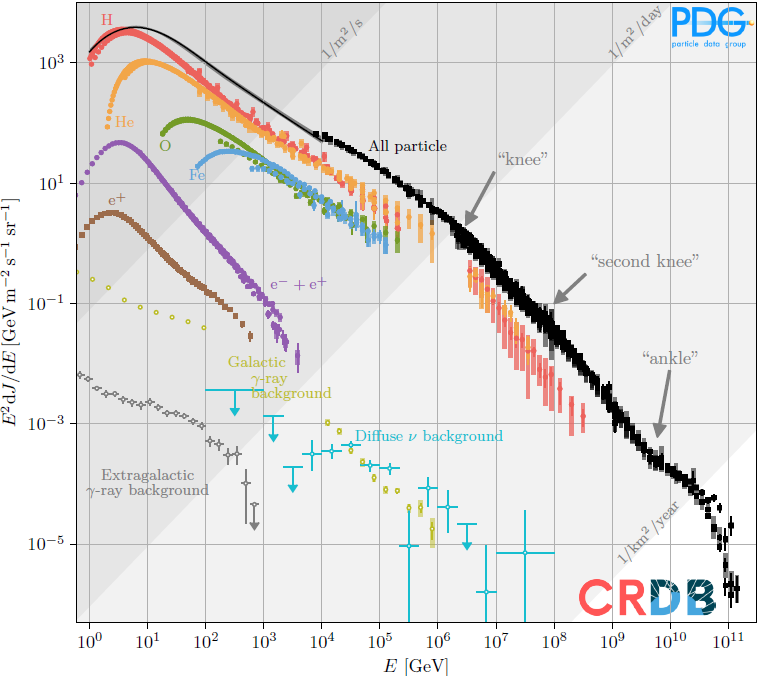 H
1/m²/s
1/m²/day
PDG
particle data group
10³
He
O
All particle
Fe
"knee"
10¹
e⁺
"second knee"
e⁻ + e⁺
10⁻¹
Galactic
γ-ray
background
"ankle"
10⁻³
Diffuse ν background
Extragalactic
γ-ray background
1/km²/year
10⁻⁵
CRDB
E² dJ/dE [GeV m⁻² s⁻¹ sr⁻¹]
10⁰ 10¹ 10² 10³ 10⁴ 10⁵ 10⁶ 10⁷ 10⁸ 10⁹ 10¹⁰ 10¹¹
E [GeV]